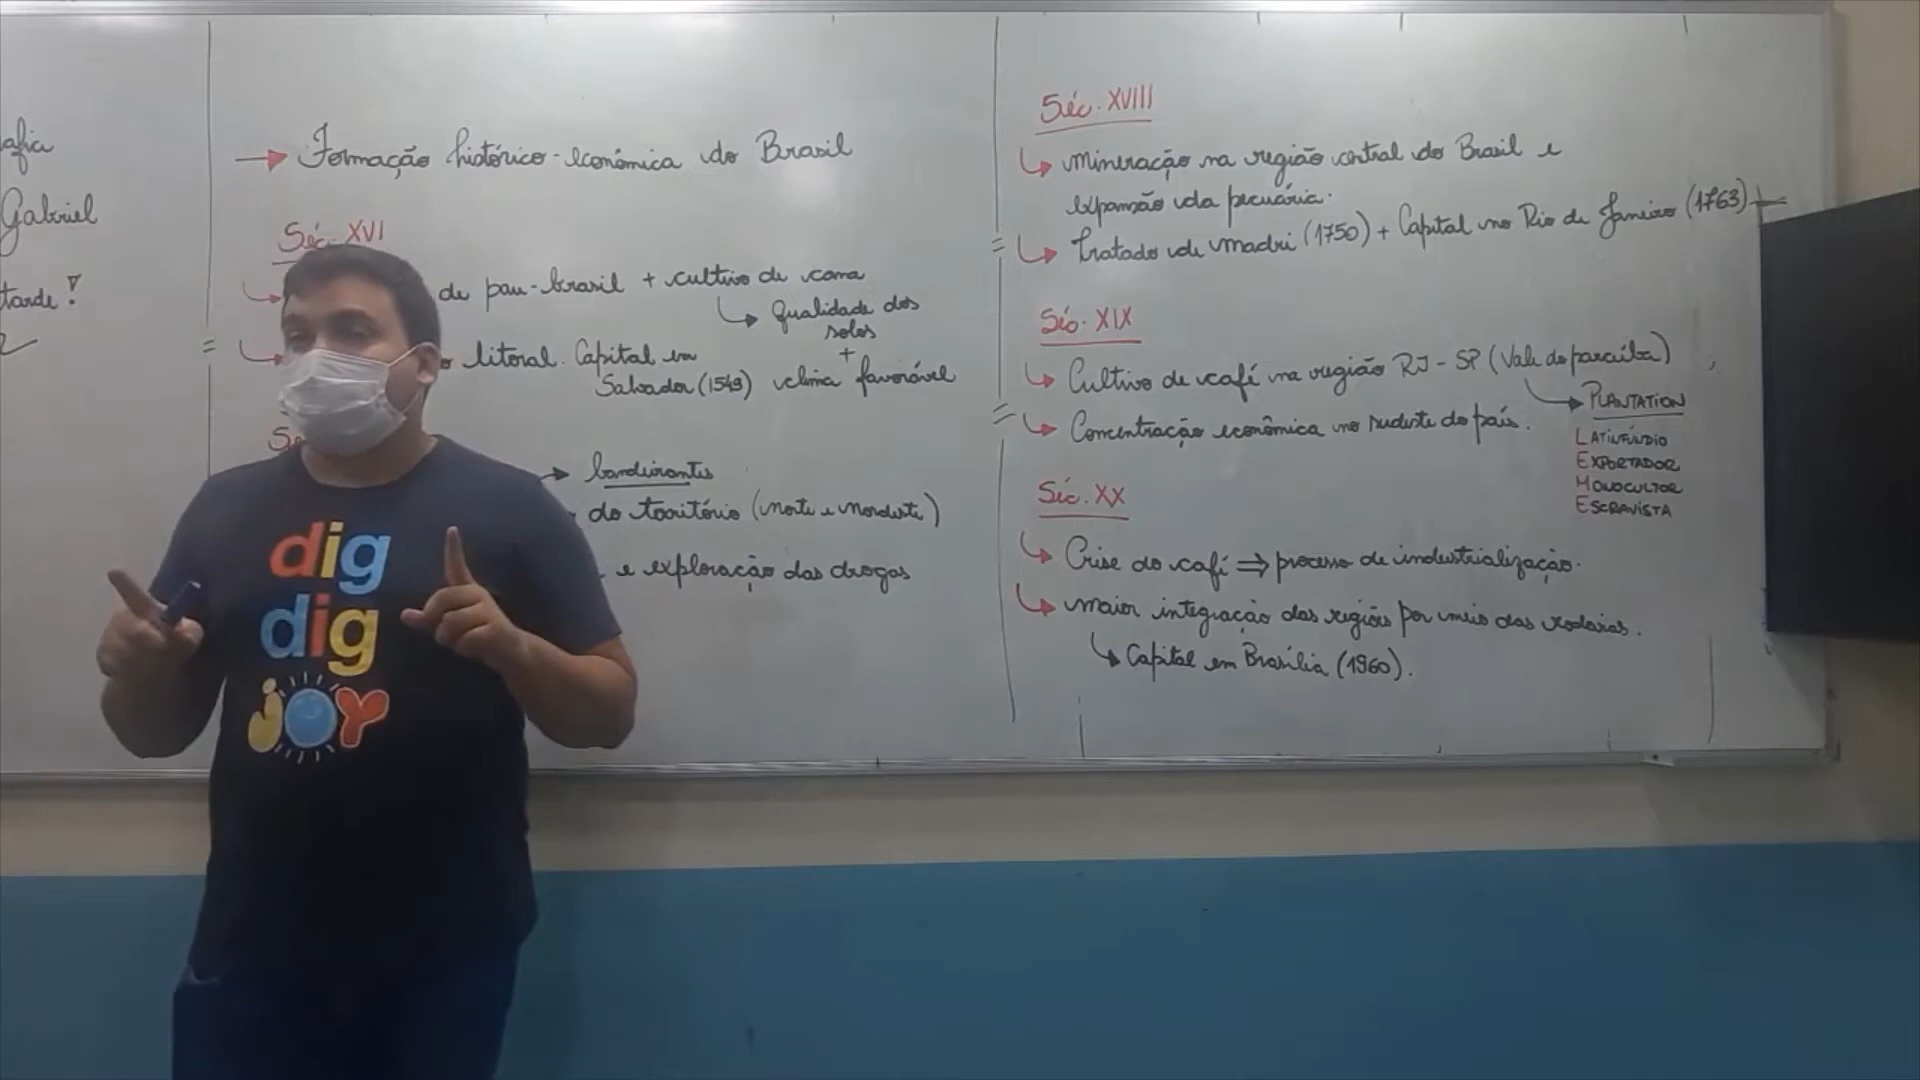 Gabriel
tarde!
→ Formação histórico-econômica do Brasil
Séc. XVI
de pau-brasil + cultivo de cana
Qualidade dos
solos
+
clima favorável
litoral. Capital em
Salvador (1549)
bandeirantes
do território (norte e nordeste)
e exploração das drogas
Séc. XVIII
Mineração na região central do Brasil e
expansão da pecuária.
Tratado de Madri (1750) + Capital no Rio de Janeiro (1763)
Séc. XIX
Cultivo de café na região RJ - SP (Vale do paraíba)
PLANTATION
LATIFÚNDIO
EXPORTADOR
MONOCULTOR
ESCRAVISTA
Concentração econômica no sudeste do país.
Séc. XX
Crise do café ⇒ processo de industrialização.
Maior integração das regiões por meio das rodovias.
Capital em Brasília (1960).
dig
dig
JOY